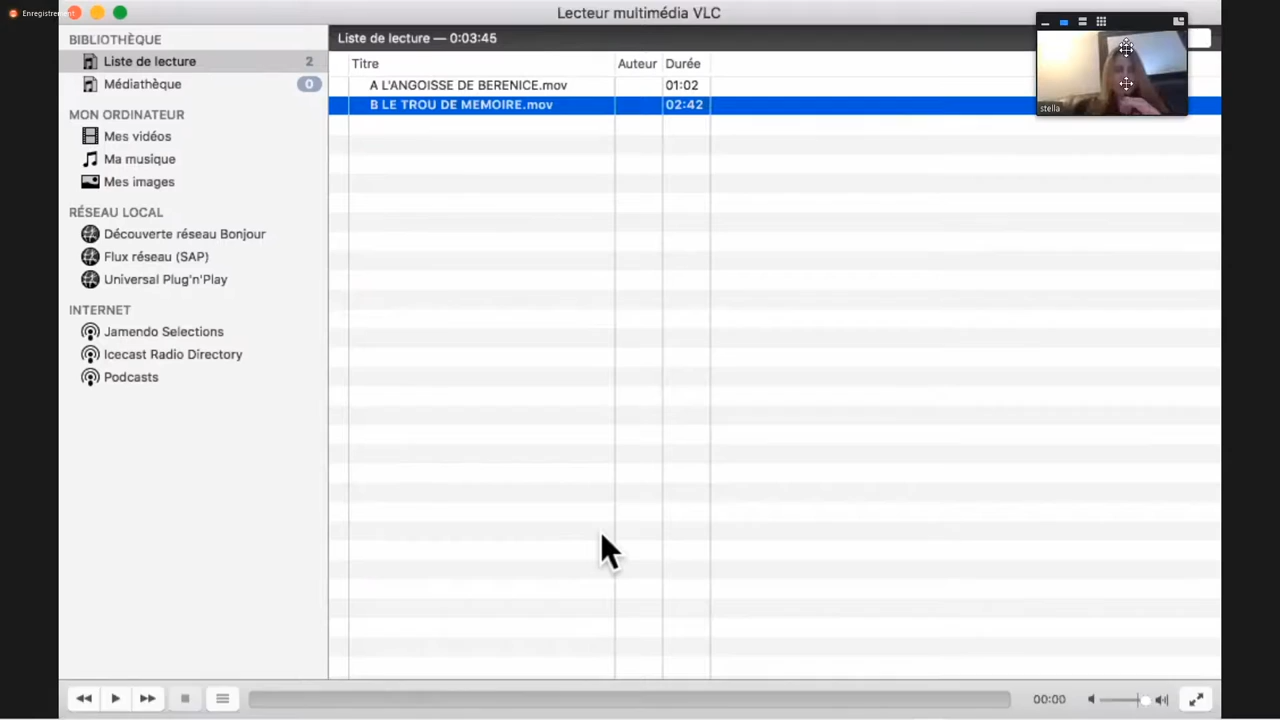 Enregistrement
Lecteur multimédia VLC
BIBLIOTHÈQUE
Liste de lecture 2
Médiathèque 0
MON ORDINATEUR
Mes vidéos
Ma musique
Mes images
RÉSEAU LOCAL
Découverte réseau Bonjour
Flux réseau (SAP)
Universal Plug'n'Play
INTERNET
Jamendo Selections
Icecast Radio Directory
Podcasts
Liste de lecture — 0:03:45
Titre Auteur Durée
A L'ANGOISSE DE BERENICE.mov 01:02
B LE TROU DE MEMOIRE.mov 02:42
stella
00:00